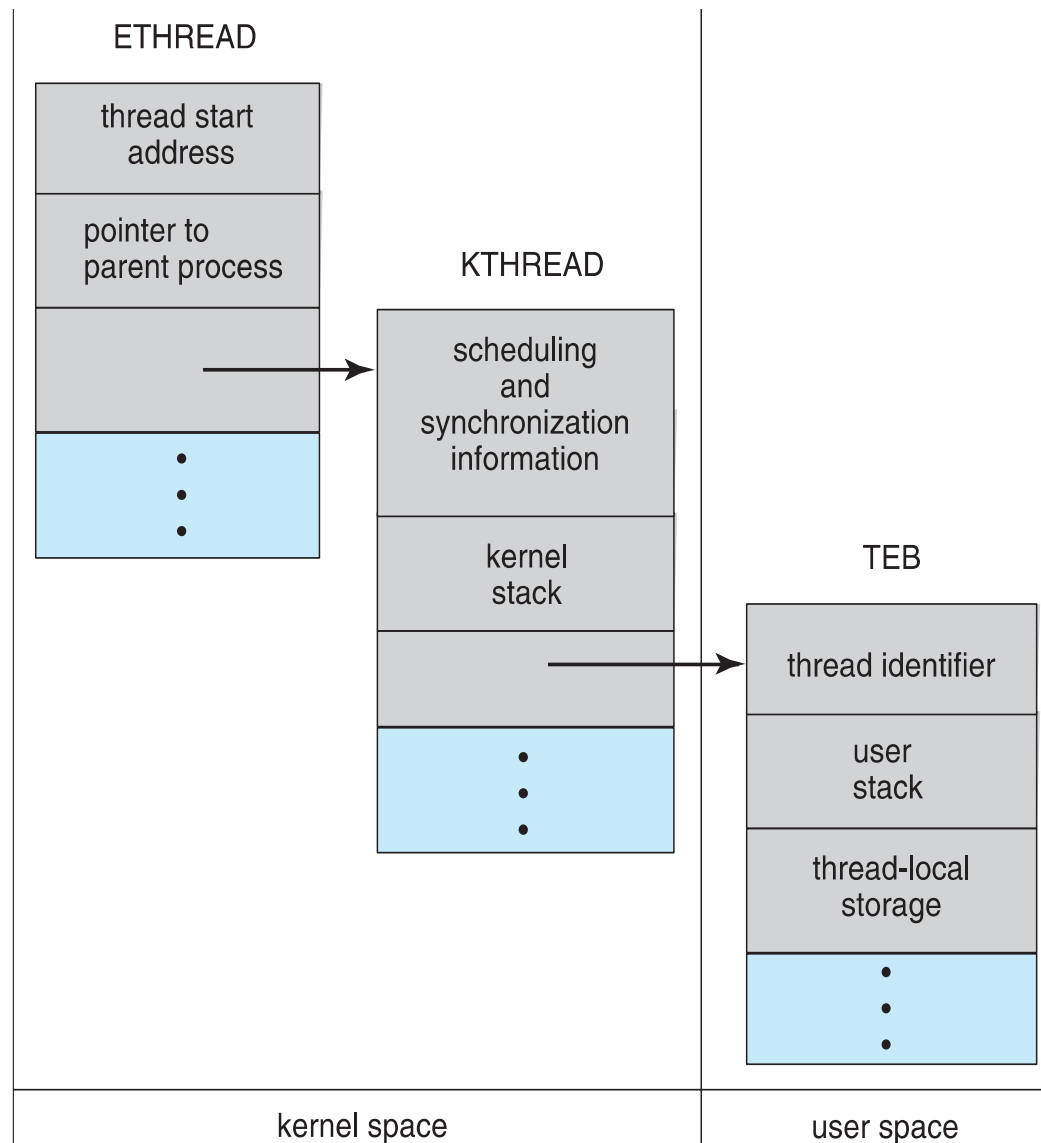 ETHREAD
thread start
address
pointer to
parent process
KTHREAD
scheduling
and
synchronization
information
kernel
stack
TEB
thread identifier
user
stack
thread-local
storage
kernel space
user space